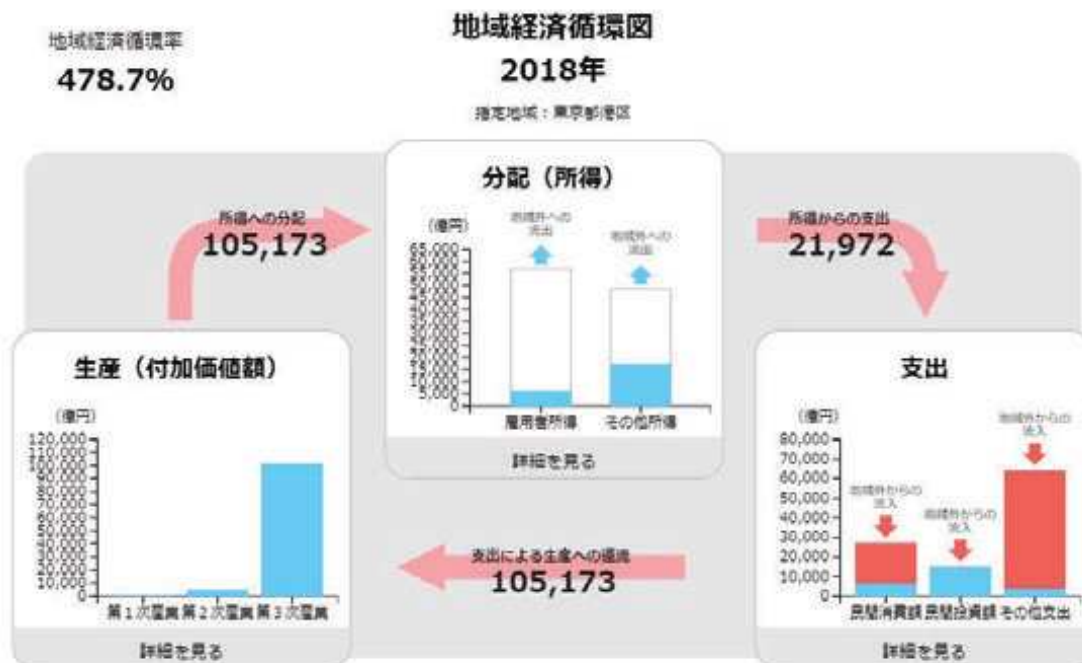 地域経済循環率
478.7%
地域経済循環図
2018年
指定地域：東京都港区
分配（所得）
（億円）
地域外への
流出
地域外への
流出
65,000
5,000
0
雇用者所得
その他所得
詳細を見る
所得への分配
105,173
所得からの支出
21,972
生産（付加価値額）
（億円）
120,000
10,000
0
第１次産業
第２次産業
第３次産業
詳細を見る
支出による生産への還流
105,173
支出
（億円）
地域外からの
流入
地域外からの
流入
地域外からの
流入
80,000
70,000
60,000
50,000
40,000
30,000
20,000
10,000
0
民間消費額
民間投資額
その他支出
詳細を見る